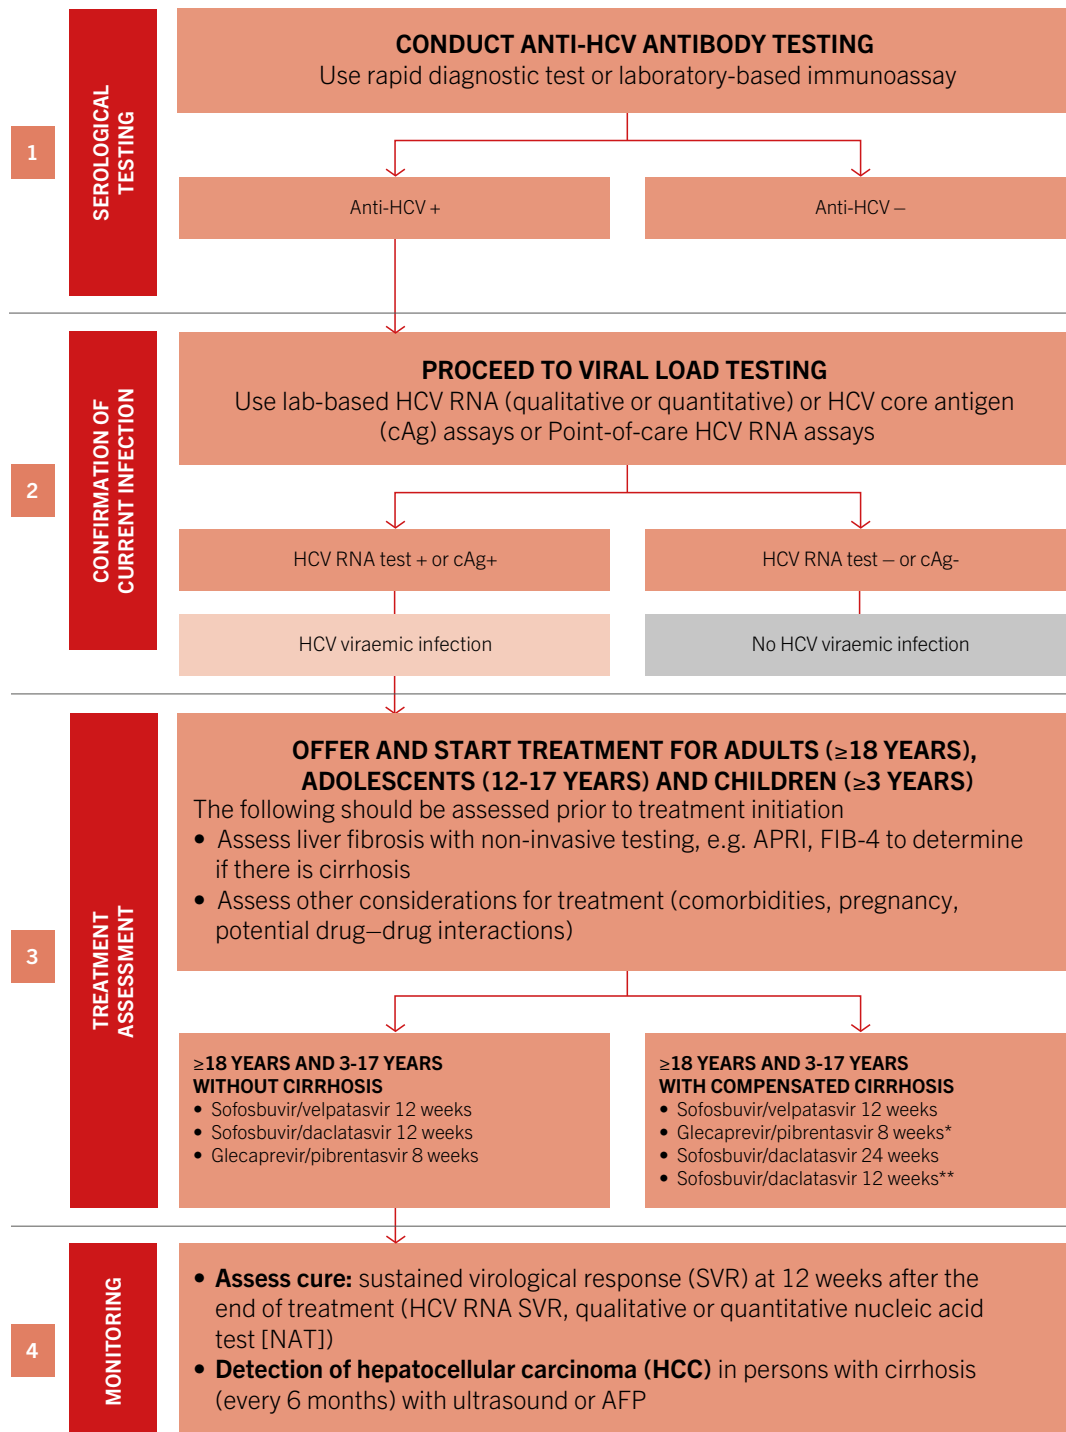 1
SEROLOGICAL
TESTING
CONDUCT ANTI-HCV ANTIBODY TESTING
Use rapid diagnostic test or laboratory-based immunoassay
Anti-HCV +
Anti-HCV –
2
CONFIRMATION OF
CURRENT INFECTION
PROCEED TO VIRAL LOAD TESTING
Use lab-based HCV RNA (qualitative or quantitative) or HCV core antigen
(cAg) assays or Point-of-care HCV RNA assays
HCV RNA test + or cAg+
HCV RNA test – or cAg-
HCV viraemic infection
No HCV viraemic infection
3
TREATMENT
ASSESSMENT
OFFER AND START TREATMENT FOR ADULTS (≥18 YEARS),
ADOLESCENTS (12-17 YEARS) AND CHILDREN (≥3 YEARS)
The following should be assessed prior to treatment initiation
• Assess liver fibrosis with non-invasive testing, e.g. APRI, FIB-4 to determine
if there is cirrhosis
• Assess other considerations for treatment (comorbidities, pregnancy,
potential drug–drug interactions)
≥18 YEARS AND 3-17 YEARS
WITHOUT CIRRHOSIS
• Sofosbuvir/velpatasvir 12 weeks
• Sofosbuvir/daclatasvir 12 weeks
• Glecaprevir/pibrentasvir 8 weeks
≥18 YEARS AND 3-17 YEARS
WITH COMPENSATED CIRRHOSIS
• Sofosbuvir/velpatasvir 12 weeks
• Glecaprevir/pibrentasvir 8 weeks*
• Sofosbuvir/daclatasvir 24 weeks
• Sofosbuvir/daclatasvir 12 weeks**
4
MONITORING
• Assess cure: sustained virological response (SVR) at 12 weeks after the
end of treatment (HCV RNA SVR, qualitative or quantitative nucleic acid
test [NAT])
• Detection of hepatocellular carcinoma (HCC) in persons with cirrhosis
(every 6 months) with ultrasound or AFP